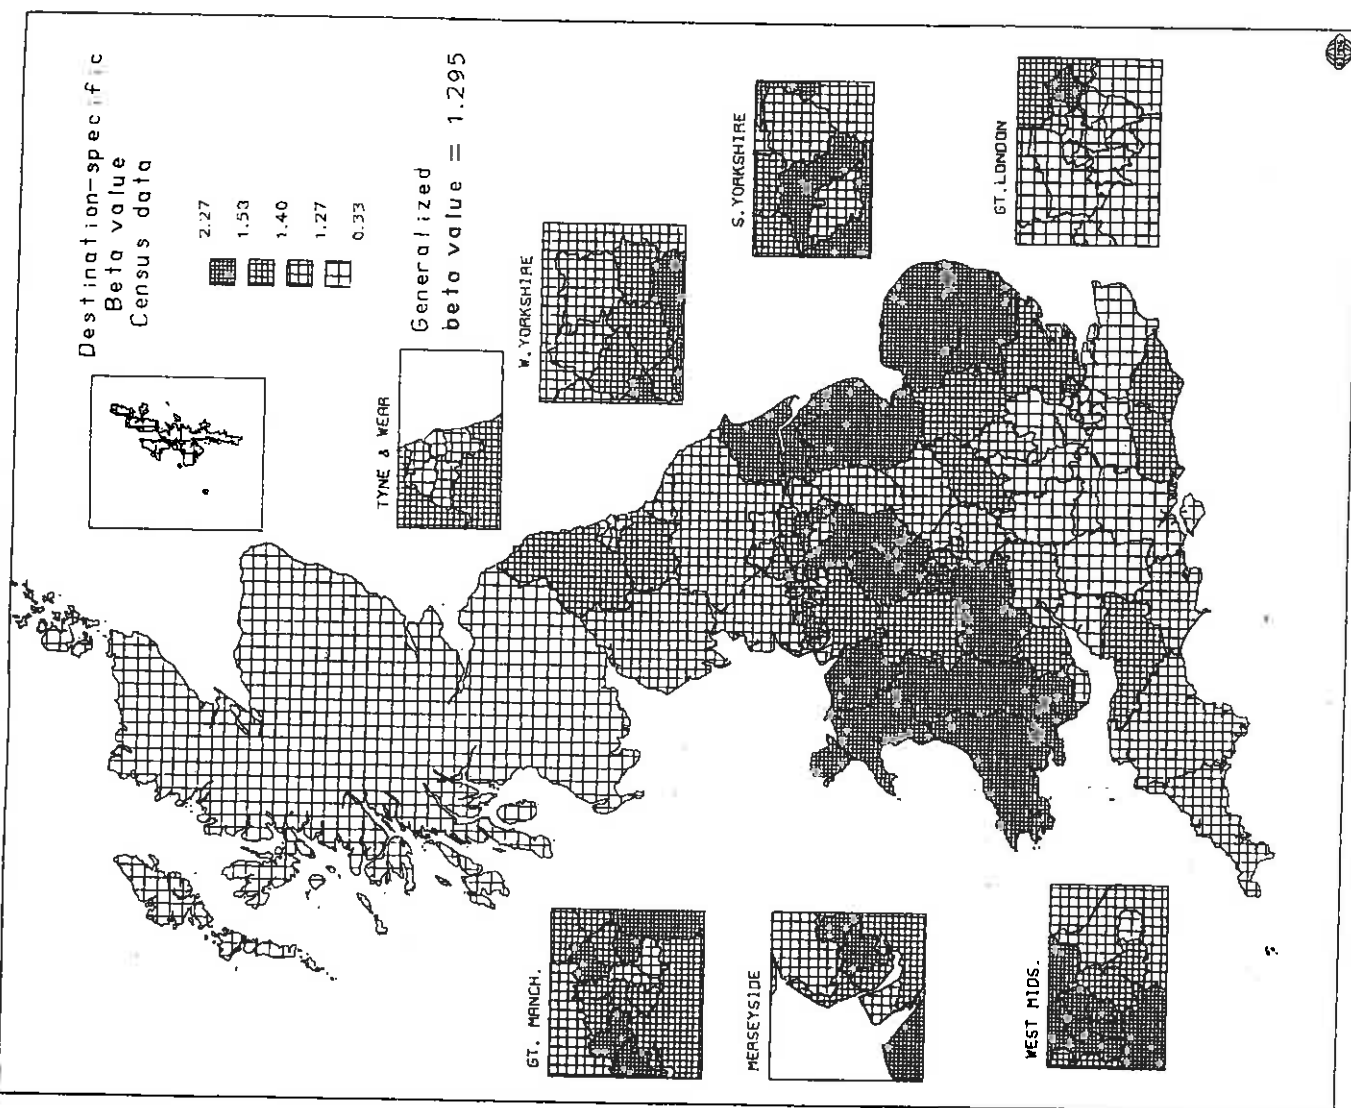 Destination-specific
Beta value
Census data
2.27
1.53
1.40
1.27
0.33
Generalized
beta value = 1.295
TYNE & WEAR
W.YORKSHIRE
S.YORKSHIRE
GT.LONDON
GT. MANCH.
MERSEYSIDE
WEST MIDS.